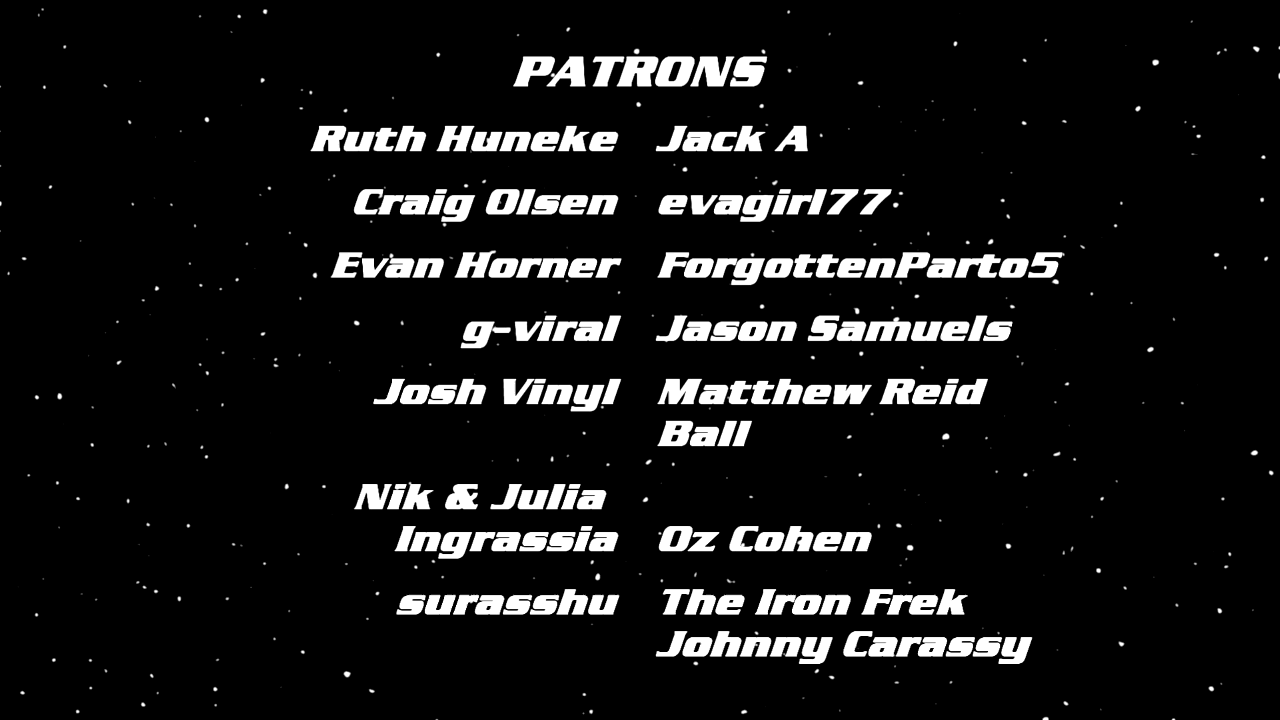 PATRONS
Ruth Huneke Jack A
Craig Olsen evagirl77
Evan Horner ForgottenParto5
g-viral Jason Samuels
Josh Vinyl Matthew Reid
Ball
Nik & Julia
Ingrassia Oz Cohen
surasshu The Iron Frek
Johnny Carassy